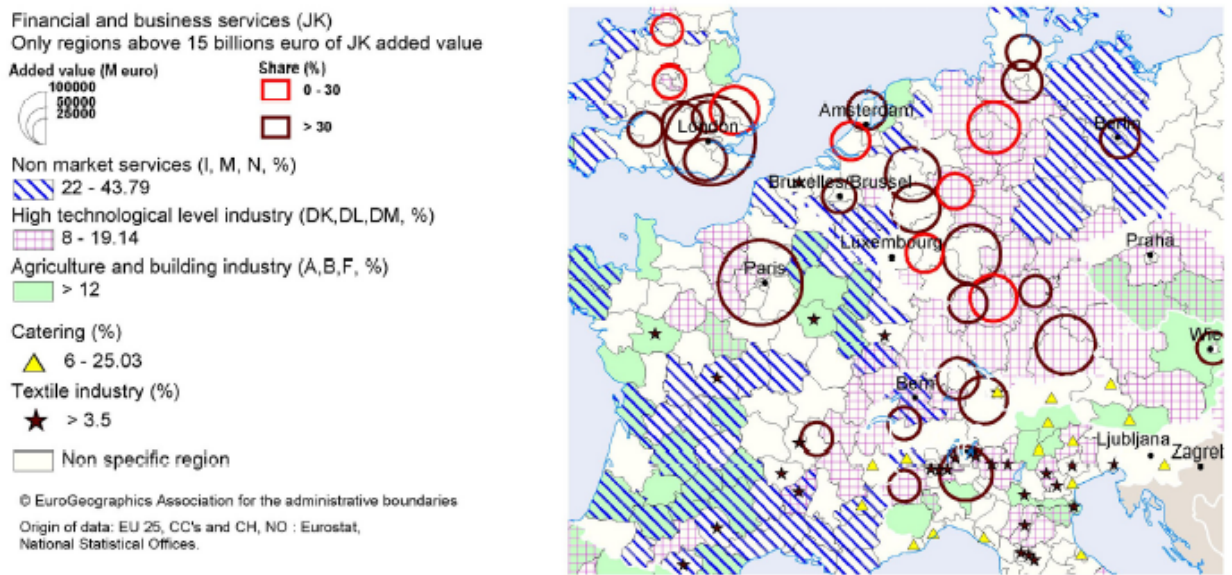 Financial and business services (JK)
Only regions above 15 billions euro of JK added value
Added value (M euro)
100000
50000
25000
Share (%)
0 - 30
> 30
Non market services (I, M, N, %)
22 - 43.79
High technological level industry (DK,DL,DM, %)
8 - 19.14
Agriculture and building industry (A,B,F, %)
> 12
Catering (%)
6 - 25.03
Textile industry (%)
> 3.5
Non specific region
© EuroGeographics Association for the administrative boundaries
Origin of data: EU 25, CC's and CH, NO : Eurostat,
National Statistical Offices.
Amsterdam
London
Berlin
Bruxelles/Brussel
Luxembourg
Praha
Paris
Wie
Bern
Ljubljana
Zagreb